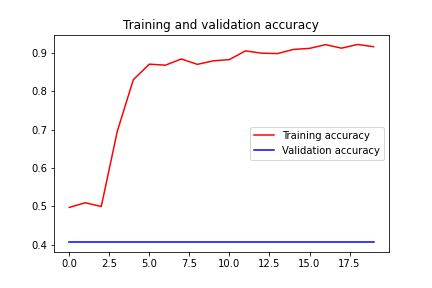 Training and validation accuracy
0.9
0.8
0.7
0.6
0.5
0.4
Training accuracy
Validation accuracy
0.0 2.5 5.0 7.5 10.0 12.5 15.0 17.5